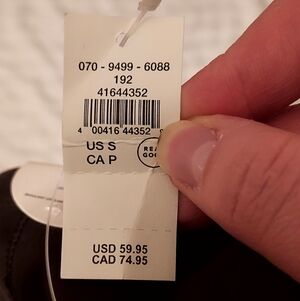 070 - 9499 - 6088
192
41644352
4 00416 44352
US S
CA P
USD 59.95
CAD 74.95